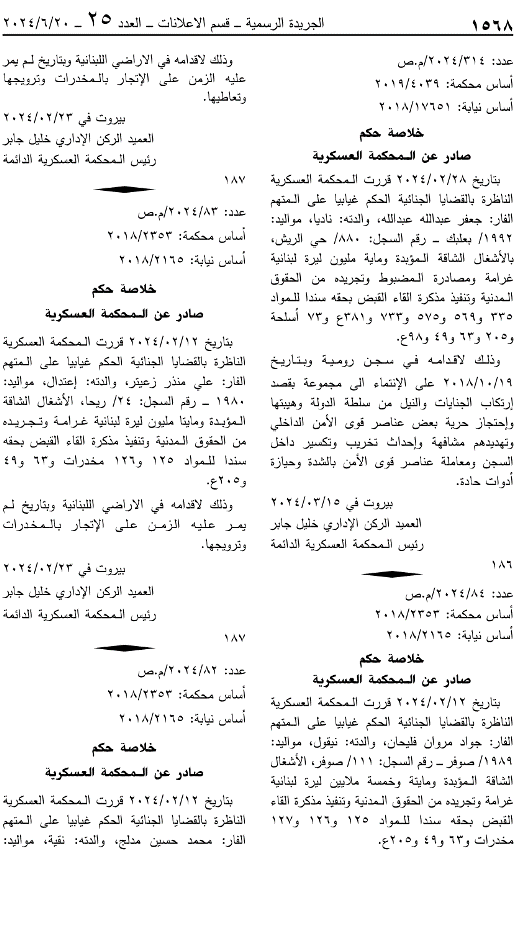 ١٥٦٨
الجريدة الرسمية ــ قسم الاعلانات ــ العدد ٢٥ ــ ٢٠٢٤/٦/٢٠
عدد: ٢٠٢٤/٣١٤/م.ص
أساس محكمة: ٢٠١٩/٤٠٣٩
أساس نيابة: ٢٠١٨/١٧٦٥١
خلاصة حكم
صادر عن المحكمة العسكرية
بتاريخ ٢٠٢٤/٠٢/٢٨ قررت المحكمة العسكرية
الناظرة بالقضايا الجنائية الحكم غيابيا على المتهم
الفار: جعفر عبدالله عبدالله، والدته: ناديا، مواليد:
١٩٩٢/ بعلبك ــ رقم السجل: ٨٨٠/ حي الريش،
بالأشغال الشاقة المؤبدة وماية مليون ليرة لبنانية
غرامة ومصادرة المضبوط وتجريده من الحقوق
المدنية وتنفيذ مذكرة القاء القبض بحقه سندا للمواد
٣٣٥ و٥٦٩ و٥٧٥ و٧٣٣ و٣٨١ع و٧٣ أسلحة
و٢٠٥ و٦٣ و٤٩ و٩٨ع.
وذلك لاقدامه في سجن رومية وبتاريخ
٢٠١٨/١٠/١٩ على الإنتماء الى مجموعة بقصد
إرتكاب الجنايات والنيل من سلطة الدولة وهيبتها
وإحتجاز حرية بعض عناصر قوى الأمن الداخلي
وتهديدهم مشافهة وإحداث تخريب وتكسير داخل
السجن ومعاملة عناصر قوى الأمن بالشدة وحيازة
أدوات حادة.
بيروت في ٢٠٢٤/٠٣/١٥
العميد الركن الإداري خليل جابر
رئيس المحكمة العسكرية الدائمة
١٨٦
عدد: ٢٠٢٤/٨٤/م.ص
أساس محكمة: ٢٠١٨/٢٣٥٣
أساس نيابة: ٢٠١٨/٢١٦٥
خلاصة حكم
صادر عن المحكمة العسكرية
بتاريخ ٢٠٢٤/٠٢/١٢ قررت المحكمة العسكرية
الناظرة بالقضايا الجنائية الحكم غيابيا على المتهم
الفار: جواد مروان فليحان، والدته: نيقول، مواليد:
١٩٨٩/ صوفر ــ رقم السجل: ١١١/ صوفر، الأشغال
الشاقة المؤبدة ومايتة وخمسة ملايين ليرة لبنانية
غرامة وتجريده من الحقوق المدنية وتنفيذ مذكرة القاء
القبض بحقه سندا للمواد ١٢٥ و١٢٦ و١٢٧
مخدرات و٦٣ و٤٩ و٢٠٥ع.
وذلك لاقدامه في الاراضي اللبنانية وبتاريخ لم يمر
عليه الزمن على الإتجار بالمخدرات وترويجها
وتعاطيها.
بيروت في ٢٠٢٤/٠٢/٢٣
العميد الركن الإداري خليل جابر
رئيس المحكمة العسكرية الدائمة
١٨٧
عدد: ٢٠٢٤/٨٣/م.ص
أساس محكمة: ٢٠١٨/٢٣٥٣
أساس نيابة: ٢٠١٨/٢١٦٥
خلاصة حكم
صادر عن المحكمة العسكرية
بتاريخ ٢٠٢٤/٠٢/١٢ قررت المحكمة العسكرية
الناظرة بالقضايا الجنائية الحكم غيابيا على المتهم
الفار: علي منذر زعيتر، والدته: إعتدال، مواليد:
١٩٨٠ ــ رقم السجل: ٢٤/ ريحا، الأشغال الشاقة
المؤبدة ومايتا مليون ليرة لبنانية غرامة وتجريده
من الحقوق المدنية وتنفيذ مذكرة القاء القبض بحقه
سندا للمواد ١٢٥ و١٢٦ مخدرات و٦٣ و٤٩
و٢٠٥ع.
وذلك لاقدامه في الاراضي اللبنانية وبتاريخ لم
يمر عليه الزمن على الإتجار بالمخدرات
وترويجها.
بيروت في ٢٠٢٤/٠٢/٢٣
العميد الركن الإداري خليل جابر
رئيس المحكمة العسكرية الدائمة
١٨٧
عدد: ٢٠٢٤/٨٢/م.ص
أساس محكمة: ٢٠١٨/٢٣٥٣
أساس نيابة: ٢٠١٨/٢١٦٥
خلاصة حكم
صادر عن المحكمة العسكرية
بتاريخ ٢٠٢٤/٠٢/١٢ قررت المحكمة العسكرية
الناظرة بالقضايا الجنائية الحكم غيابيا على المتهم
الفار: محمد حسين مدلج، والدته: نقية، مواليد: